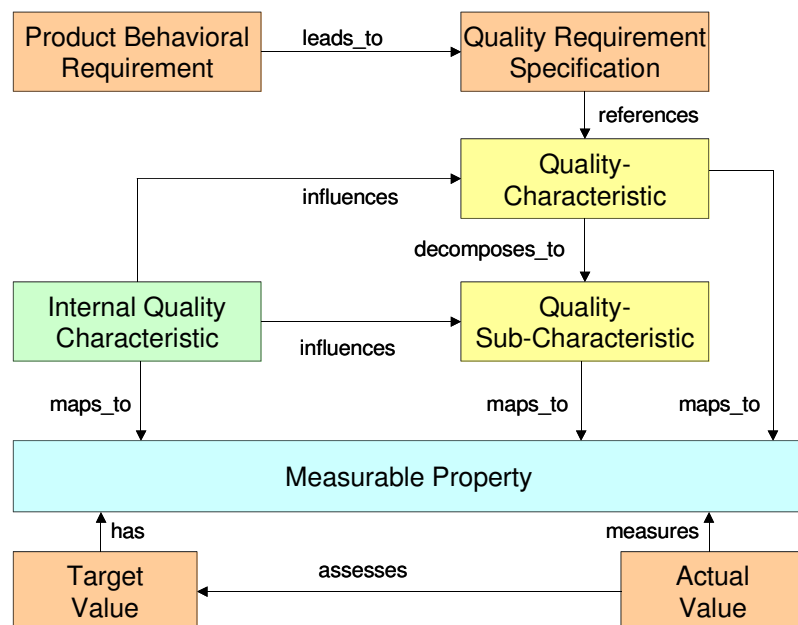 Product Behavioral
Requirement
leads_to
Quality Requirement
Specification
references
Quality-
Characteristic
influences
decomposes_to
Internal Quality
Characteristic
influences
Quality-
Sub-Characteristic
maps_to
maps_to
maps_to
Measurable Property
has
measures
Target
Value
assesses
Actual
Value